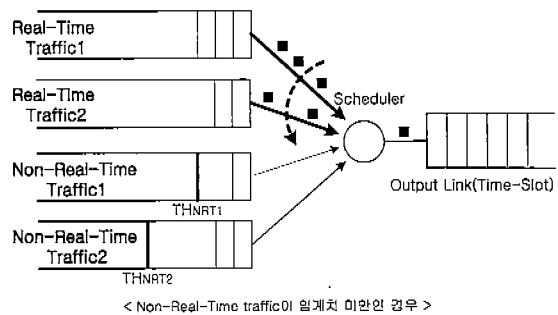 Real-Time
Traffic1
Real-Time
Traffic2
Scheduler
Non-Real-Time
Traffic1
Output Link(Time-Slot)
THNRT1
Non-Real-Time
Traffic2
THNRT2
< Non-Real-Time traffic이 임계치 미만인 경우 >